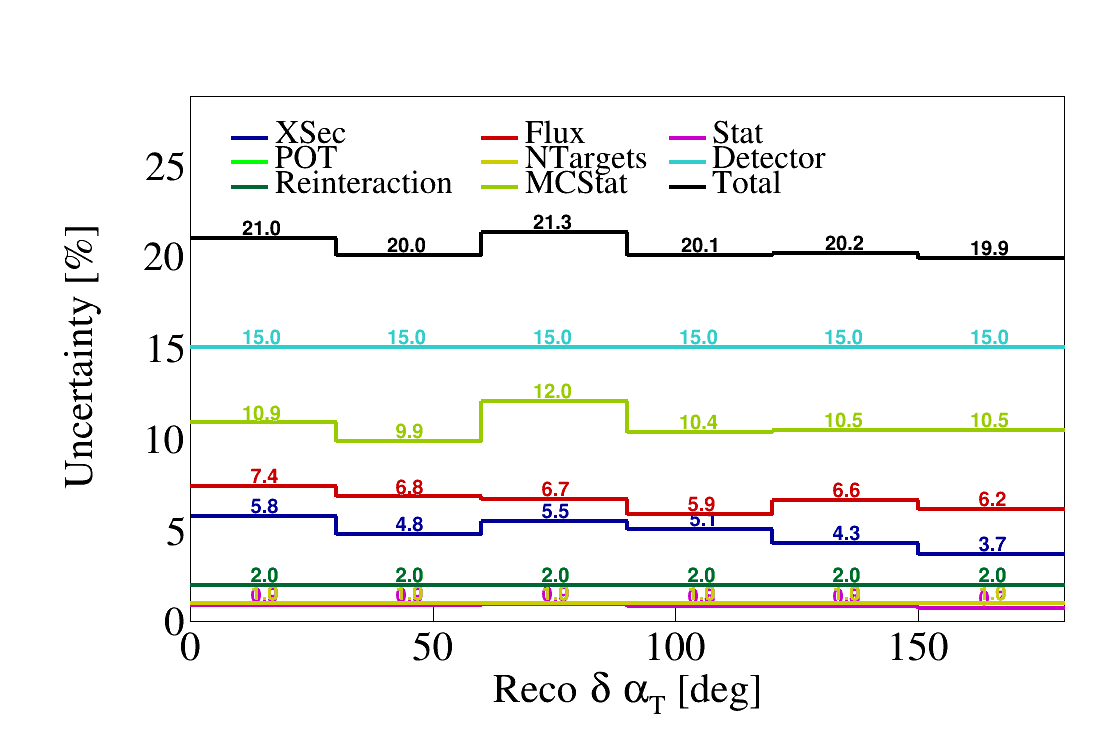 XSec Flux Stat
POT NTargets Detector
Reinteraction MCStat Total
25
20
15
10
5
0
Uncertainty [%]
21.0 20.0 21.3 20.1 20.2 19.9
15.0 15.0 15.0 15.0 15.0 15.0
10.9 9.9 12.0 10.4 10.5 10.5
7.4 6.8 6.7 5.9 6.6 6.2
5.8 4.8 5.5 5.1 4.3 3.7
2.0 2.0 2.0 2.0 2.0 2.0
0 50 100 150
Reco δ αT [deg]